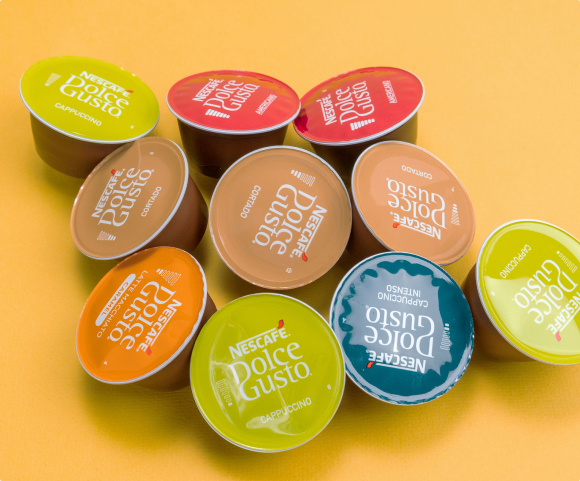 NESCAFÉ
Dolce
Gusto
CAPPUCCINO
NESCAFÉ
Dolce
Gusto
AMERICANO
NESCAFÉ
Dolce
Gusto
AMERICANO
NESCAFÉ
Dolce
Gusto
CORTADO
NESCAFÉ
Dolce
Gusto
CORTADO
NESCAFÉ
Dolce
Gusto
CORTADO
NESCAFÉ
Dolce
Gusto
LATTE MACCHIATO
NESCAFÉ
Dolce
Gusto
CAPPUCCINO
NESCAFÉ
Dolce
Gusto
CAPPUCCINO
INTENSO
NESCAFÉ
Dolce
Gusto
CAPPUCCINO